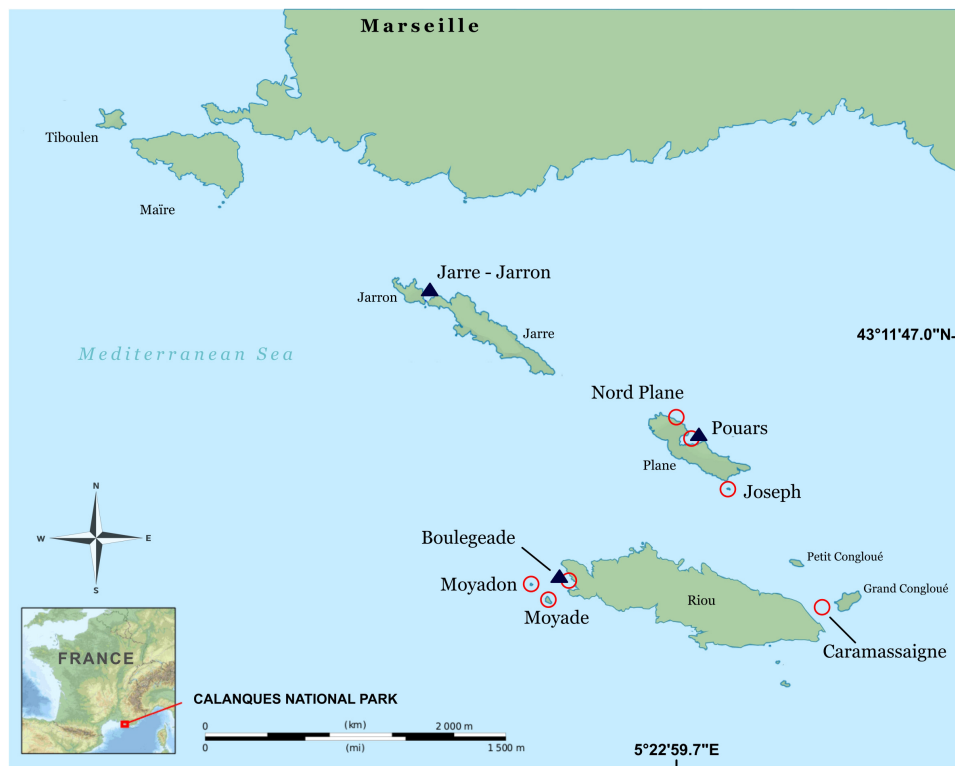 Marseille
Tiboulen
Maïre
Jarre - Jarron
Jarron
Jarre
Mediterranean Sea
43°11'47.0"N
Nord Plane
Pouars
Plane
Joseph
N
W
E
S
Boulegeade
Petit Congloué
Moyadon
Grand Congloué
Riou
Moyade
Caramassaigne
FRANCE
CALANQUES NATIONAL PARK
0 (km) 2 000 m
0 (mi) 1 500 m
5°22'59.7"E